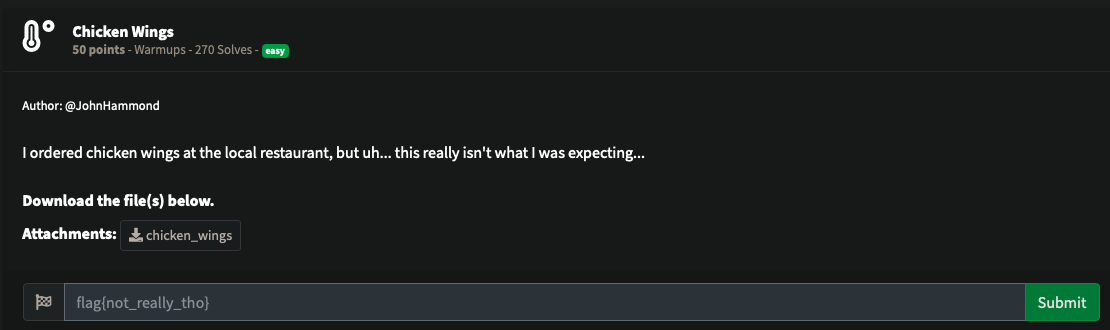 Chicken Wings
50 points - Warmups - 270 Solves - easy
Author: @JohnHammond
I ordered chicken wings at the local restaurant, but uh... this really isn't what I was expecting...
Download the file(s) below.
Attachments: chicken_wings
flag{not_really_tho} Submit